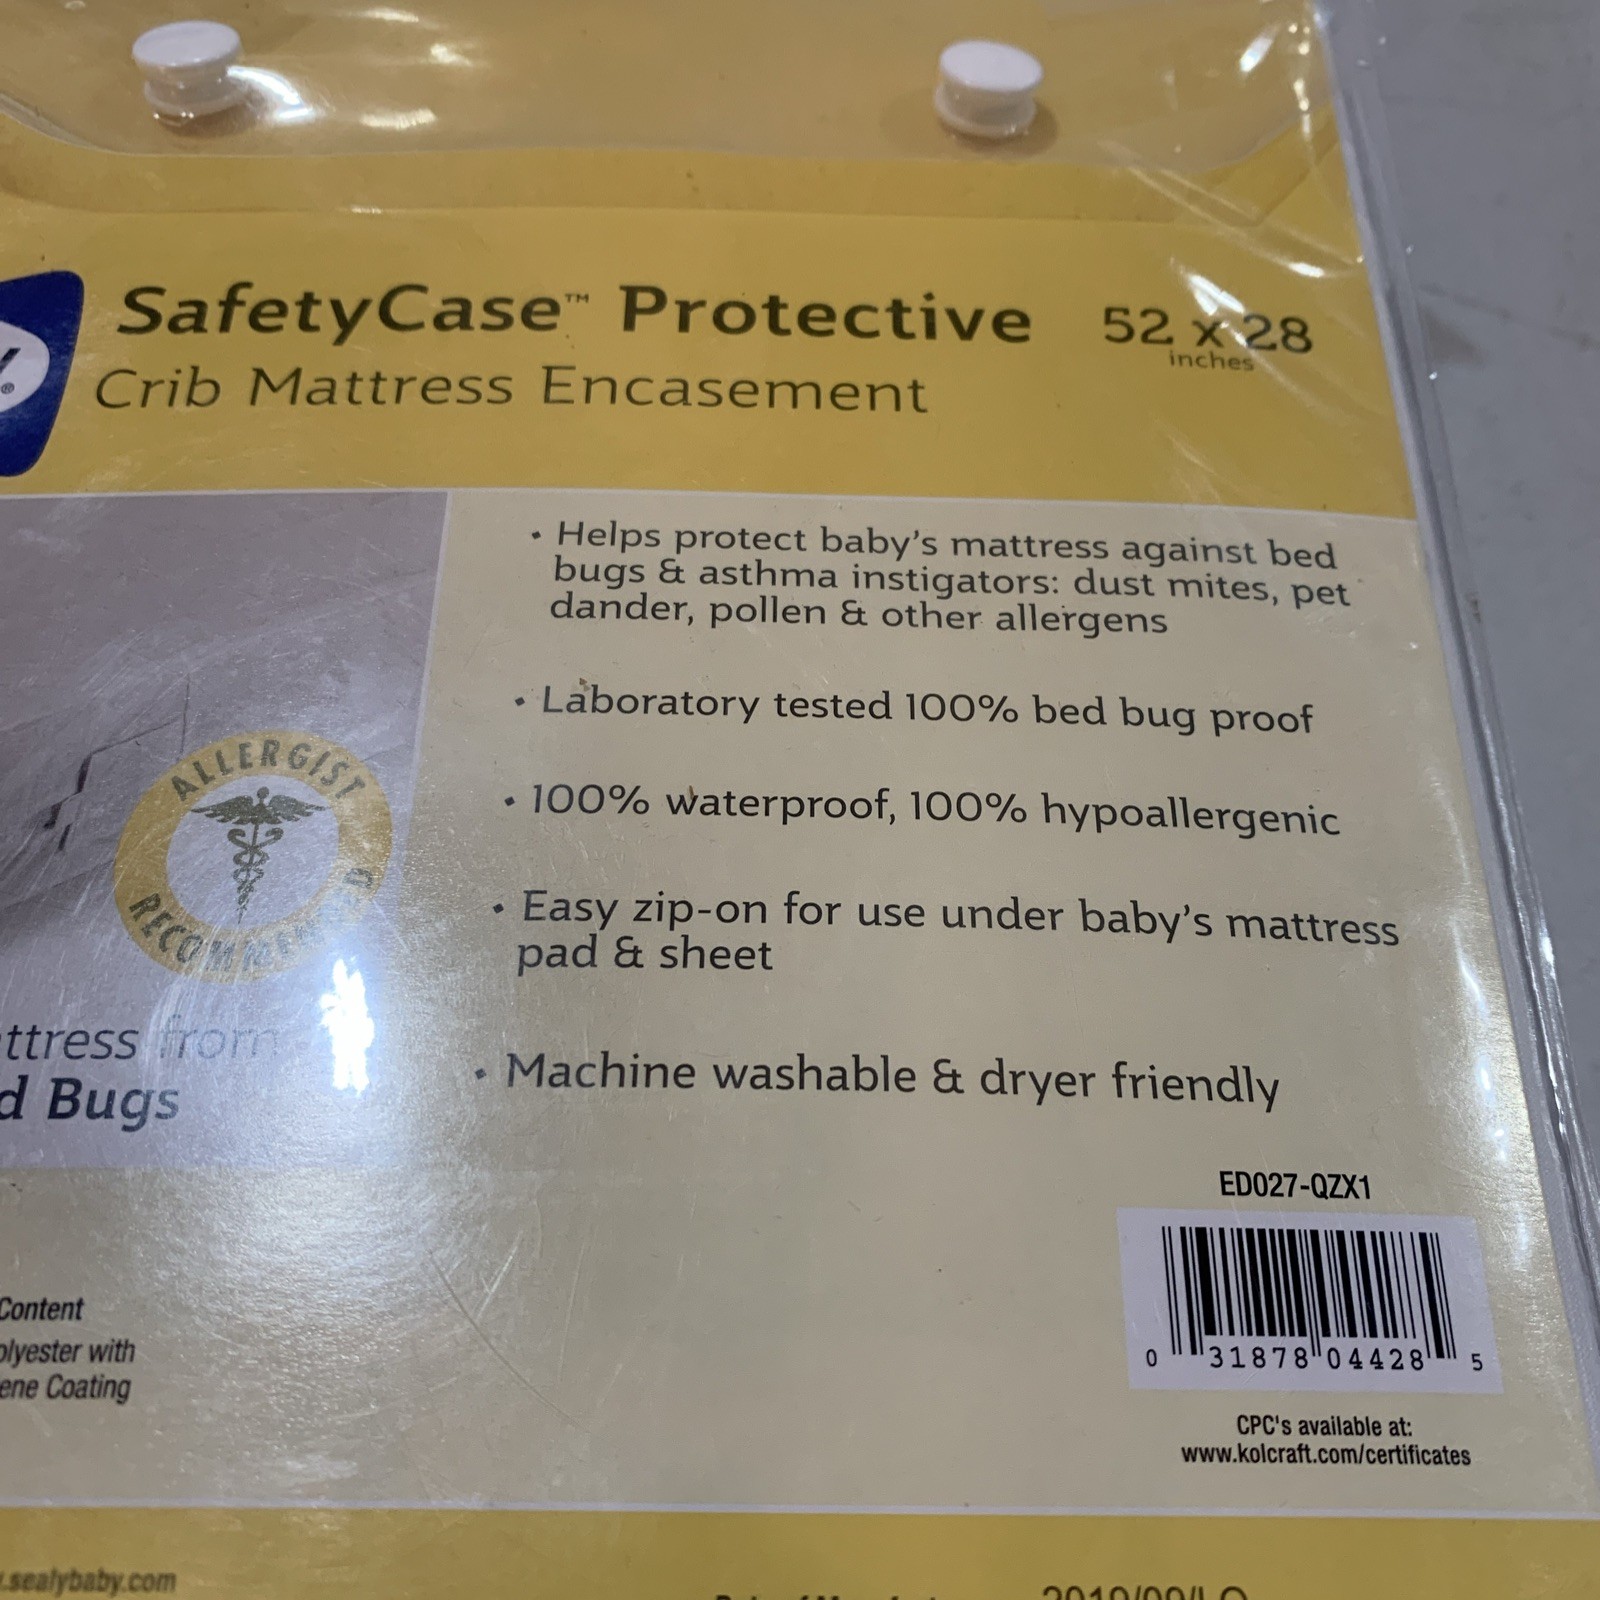 SafetyCase™ Protective 52 x 28
inches
Crib Mattress Encasement
• Helps protect baby's mattress against bed
bugs & asthma instigators: dust mites, pet
dander, pollen & other allergens
• Laboratory tested 100% bed bug proof
• 100% waterproof, 100% hypoallergenic
• Easy zip-on for use under baby's mattress
pad & sheet
• Machine washable & dryer friendly
ALLERGIST
RECOMMENDED
from
Bugs
ED027-QZX1
0 31878 04428 5
CPC's available at:
www.kolcraft.com/certificates
Content
with
Coating
.sealybaby.com